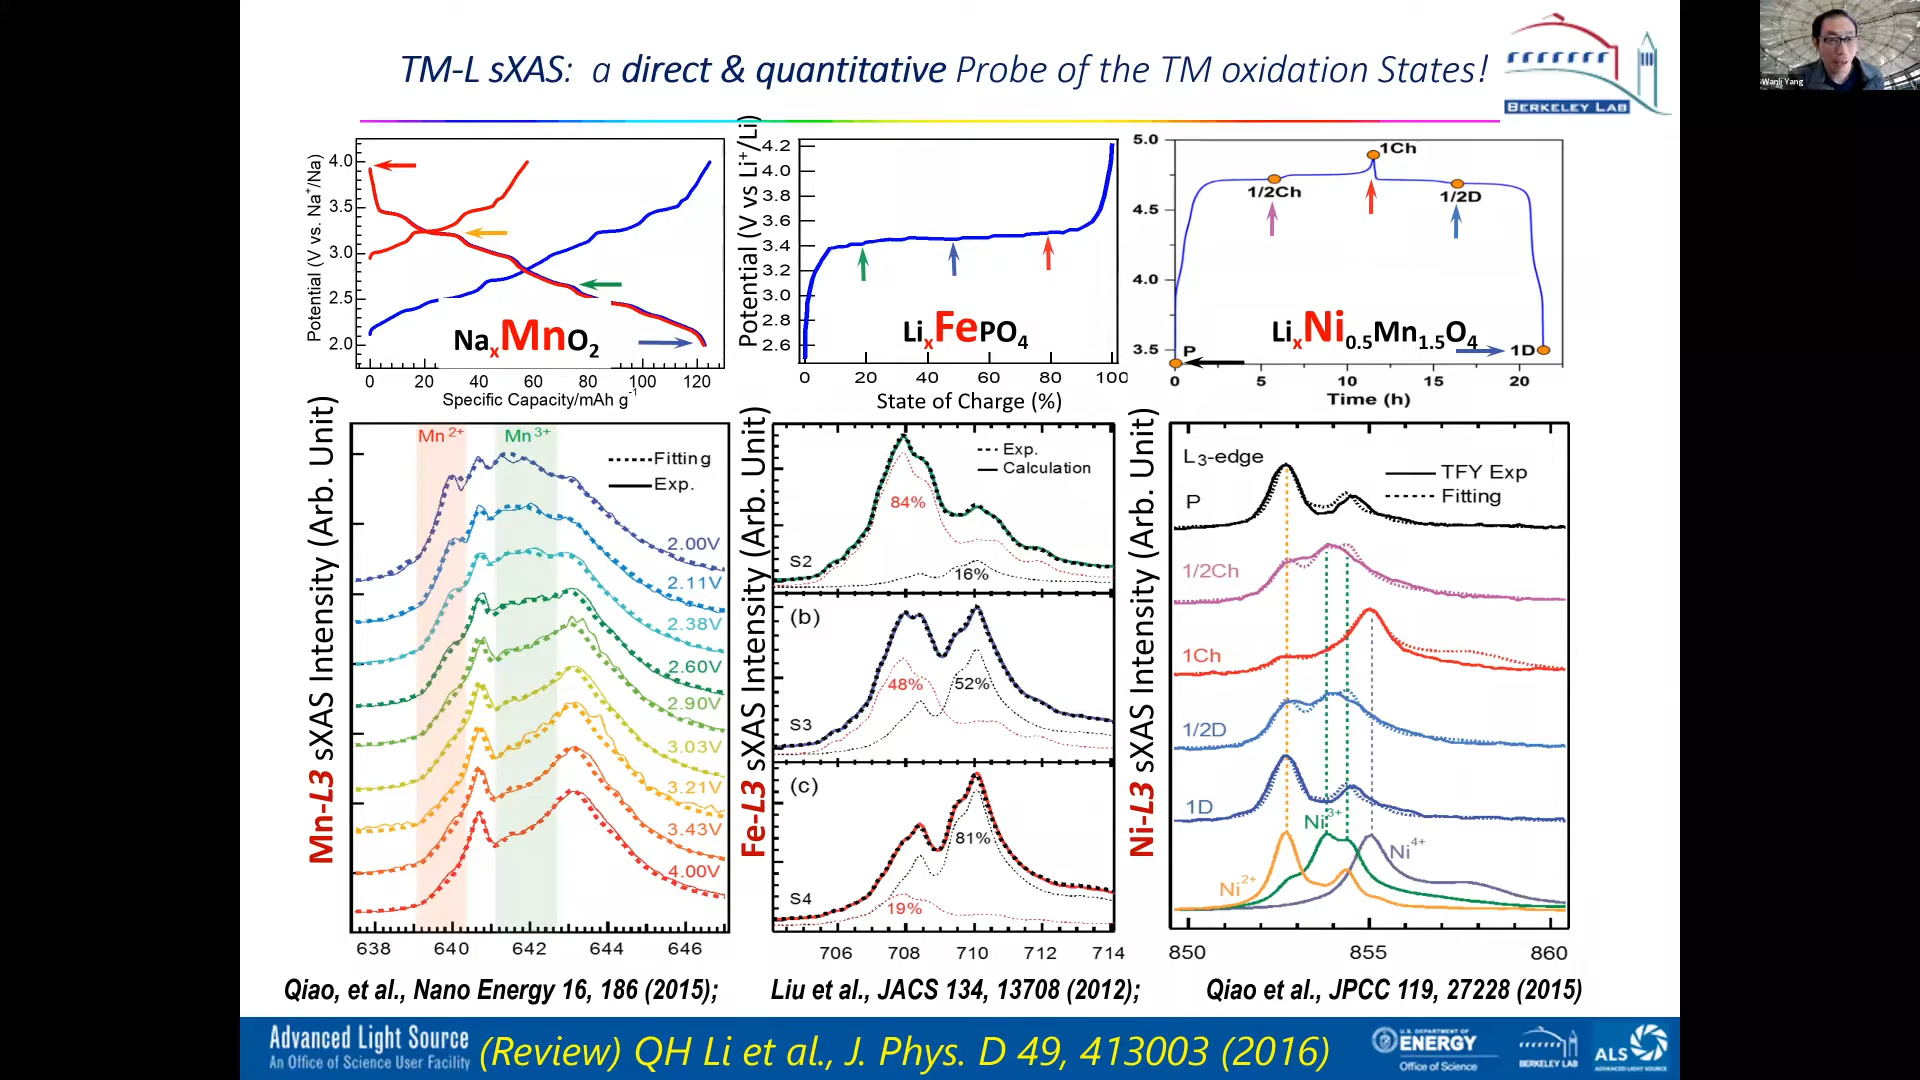 TM-L sXAS: a direct & quantitative Probe of the TM oxidation States!
BERKELEY LAB
Wanli Yang
Potential (V vs. Na+/Na)
4.0
3.5
3.0
2.5
2.0
NaxMnO2
0 20 40 60 80 100 120
Specific Capacity/mAh g-1
Potential (V vs Li+/Li)
4.2
4.0
3.8
3.6
3.4
3.2
3.0
2.8
2.6
LixFePO4
0 20 40 60 80 100
State of Charge (%)
5.0
4.5
4.0
3.5
1Ch
1/2Ch
1/2D
LixNi0.5Mn1.5O4
P
1D
0 5 10 15 20
Time (h)
Mn-L3 sXAS Intensity (Arb. Unit)
Mn2+ Mn3+
Fitting
Exp.
2.00V
2.11V
2.38V
2.60V
2.90V
3.03V
3.21V
3.43V
4.00V
638 640 642 644 646
Fe-L3 sXAS Intensity (Arb. Unit)
Exp.
Calculation
84%
S2
16%
(b)
48% 52%
S3
(c)
81%
S4
19%
706 708 710 712 714
Ni-L3 sXAS Intensity (Arb. Unit)
L3-edge
TFY Exp
Fitting
P
1/2Ch
1Ch
1/2D
1D
Ni3+
Ni4+
Ni2+
850 855 860
Qiao, et al., Nano Energy 16, 186 (2015);
Liu et al., JACS 134, 13708 (2012);
Qiao et al., JPCC 119, 27228 (2015)
Advanced Light Source
An Office of Science User Facility
(Review) QH Li et al., J. Phys. D 49, 413003 (2016)
U.S. DEPARTMENT OF
ENERGY
Office of Science
BERKELEY LAB
ALS
ADVANCED LIGHT SOURCE